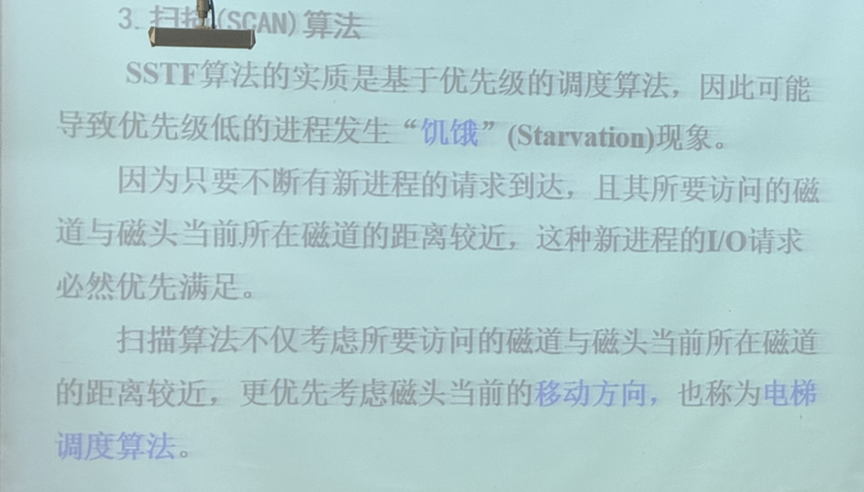 3. 扫描(SCAN)算法
SSTF算法的实质是基于优先级的调度算法，因此可能
导致优先级低的进程发生“饥饿”(Starvation)现象。
因为只要不断有新进程的请求到达，且其所要访问的磁
道与磁头当前所在磁道的距离较近，这种新进程的I/O请求
必然优先满足。
扫描算法不仅考虑所要访问的磁道与磁头当前所在磁道
的距离较近，更优先考虑磁头当前的移动方向，也称为电梯
调度算法。